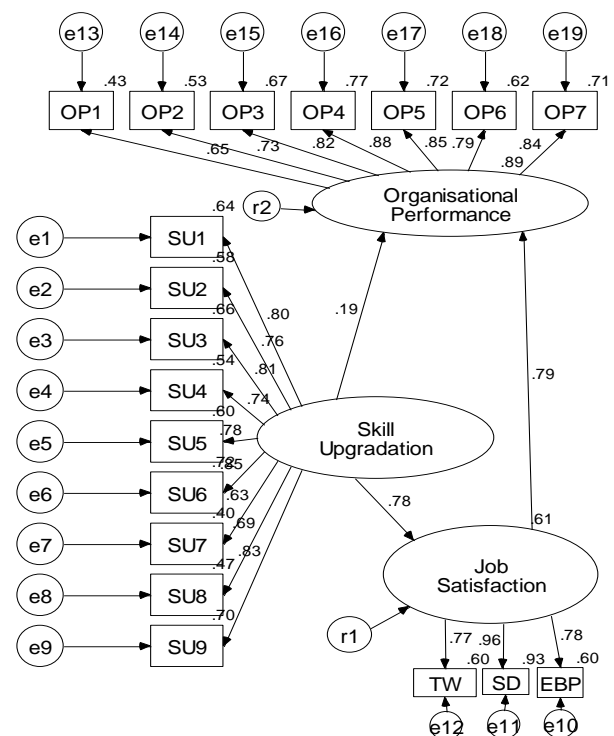 e13 e14 e15 e16 e17 e18 e19
.43 .53 .67 .77 .72 .62 .71
OP1 OP2 OP3 OP4 OP5 OP6 OP7
.65 .73 .82 .88 .85 .79 .84
.89
r2
Organisational
Performance
.64
e1 SU1
.58
e2 SU2
.66
e3 SU3
.54
e4 SU4
.60
e5 SU5
.72
e6 SU6
.40
e7 SU7
.47
e8 SU8
.70
e9 SU9
.80
.76
.81
.74
.78
.85
.63
.69
.83
.19
.79
Skill
Upgradation
.78
.61
Job
Satisfaction
r1
.77 .96 .78
.60 .93 .60
TW SD EBP
e12 e11 e10